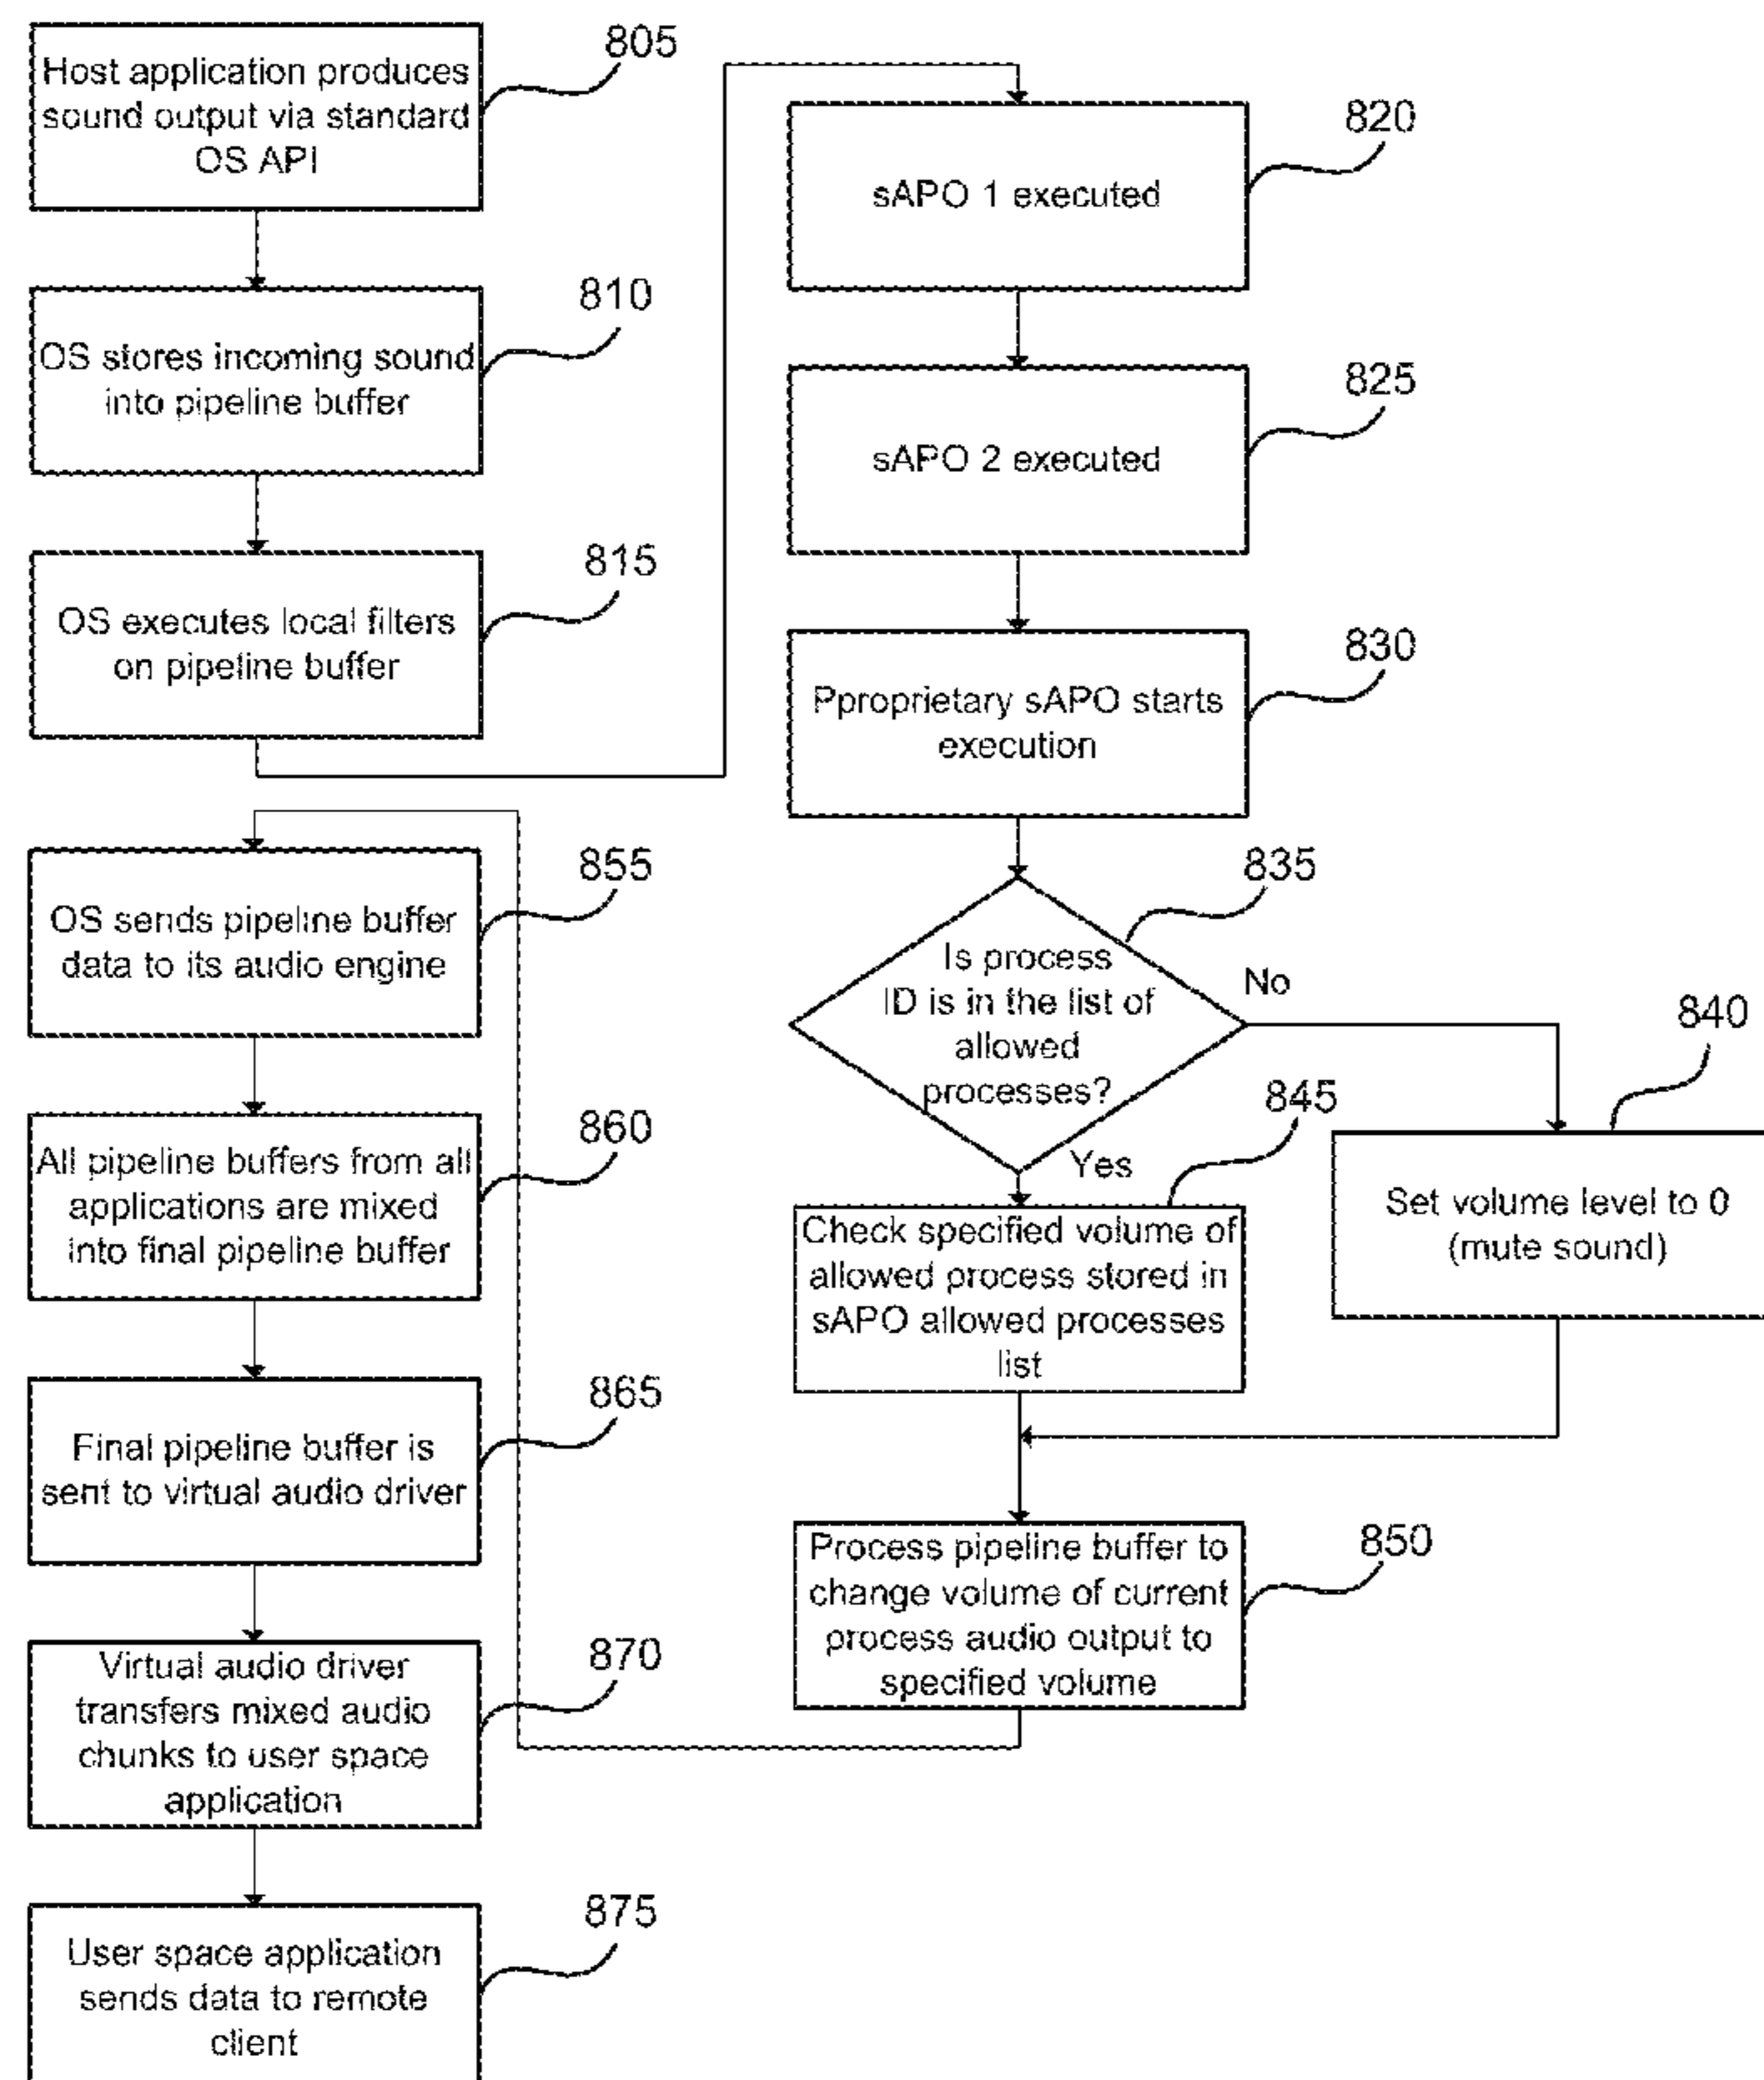 805
Host application produces
sound output via standard
OS API
810
OS stores incoming sound
into pipeline buffer
815
OS executes local filters
on pipeline buffer
820
sAPO 1 executed
825
sAPO 2 executed
830
Pproprietary sAPO starts
execution
835
Is process
ID is in the list of
allowed
processes?
No
Yes
840
Set volume level to 0
(mute sound)
845
Check specified volume of
allowed process stored in
sAPO allowed processes
list
850
Process pipeline buffer to
change volume of current
process audio output to
specified volume
855
OS sends pipeline buffer
data to its audio engine
860
All pipeline buffers from all
applications are mixed
into final pipeline buffer
865
Final pipeline buffer is
sent to virtual audio driver
870
Virtual audio driver
transfers mixed audio
chunks to user space
application
875
User space application
sends data to remote
client